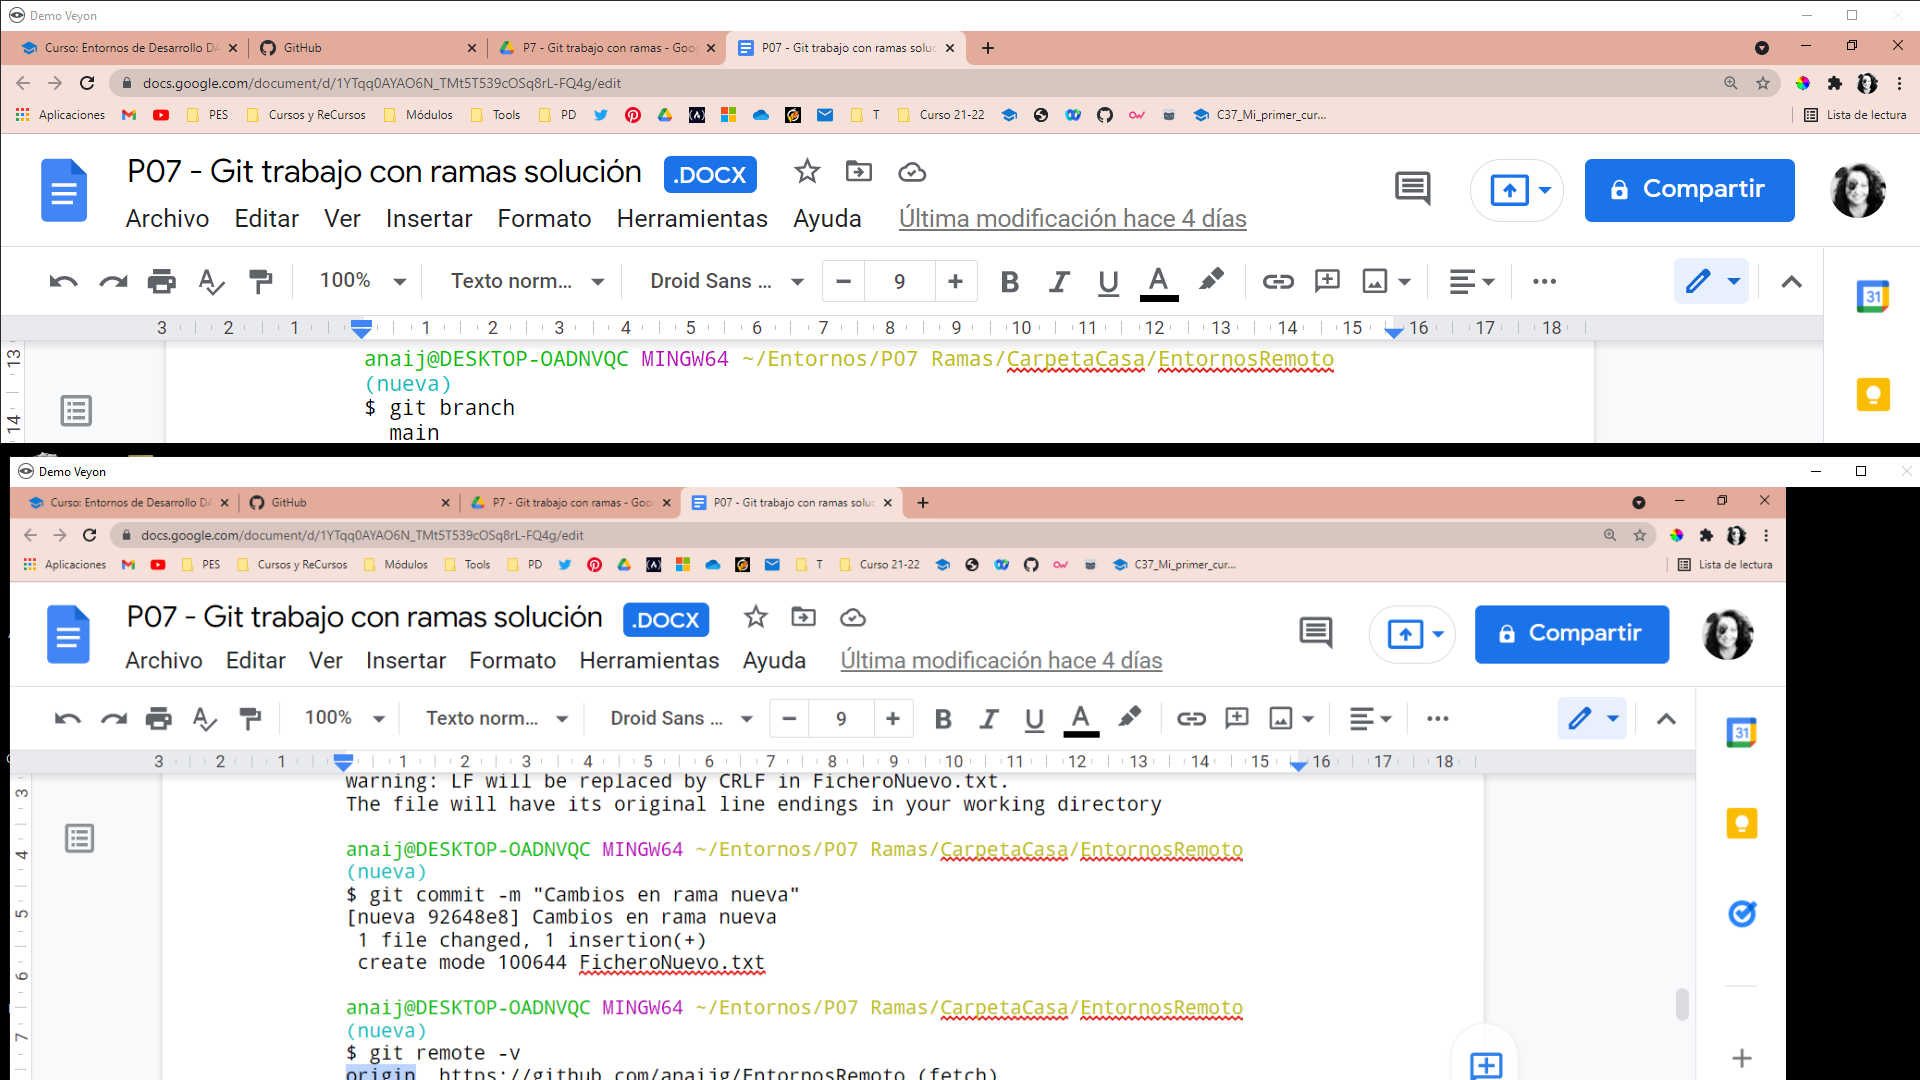 Demo Veyon
Curso: Entornos de Desarrollo DA
GitHub
P7 - Git trabajo con ramas - Goo
P07 - Git trabajo con ramas soluc
docs.google.com/document/d/1YTqq0AYAO6N_TMt5T539cOSq8rL-FQ4g/edit
Aplicaciones PES Cursos y ReCursos Módulos Tools PD T Curso 21-22 C37_Mi_primer_cur... Lista de lectura
P07 - Git trabajo con ramas solución .DOCX
Compartir
Archivo Editar Ver Insertar Formato Herramientas Ayuda Última modificación hace 4 días
100% Texto norm... Droid Sans ... 9 B I U A
31
3 2 1 1 2 3 4 5 6 7 8 9 10 11 12 13 14 15 16 17 18
13
14
anaij@DESKTOP-OADNVQC MINGW64 ~/Entornos/P07 Ramas/CarpetaCasa/EntornosRemoto
(nueva)
$ git branch
main
Demo Veyon
Curso: Entornos de Desarrollo DA
GitHub
P7 - Git trabajo con ramas - Goo
P07 - Git trabajo con ramas soluc
docs.google.com/document/d/1YTqq0AYAO6N_TMt5T539cOSq8rL-FQ4g/edit
Aplicaciones PES Cursos y ReCursos Módulos Tools PD T Curso 21-22 C37_Mi_primer_cur... Lista de lectura
P07 - Git trabajo con ramas solución .DOCX
Compartir
Archivo Editar Ver Insertar Formato Herramientas Ayuda Última modificación hace 4 días
100% Texto norm... Droid Sans ... 9 B I U A
31
3 2 1 1 2 3 4 5 6 7 8 9 10 11 12 13 14 15 16 17 18
3
4
5
6
7
warning: LF will be replaced by CRLF in FicheroNuevo.txt.
The file will have its original line endings in your working directory
anaij@DESKTOP-OADNVQC MINGW64 ~/Entornos/P07 Ramas/CarpetaCasa/EntornosRemoto
(nueva)
$ git commit -m "Cambios en rama nueva"
[nueva 92648e8] Cambios en rama nueva
1 file changed, 1 insertion(+)
create mode 100644 FicheroNuevo.txt
anaij@DESKTOP-OADNVQC MINGW64 ~/Entornos/P07 Ramas/CarpetaCasa/EntornosRemoto
(nueva)
$ git remote -v
origin https://github.com/anaijg/EntornosRemoto (fetch)